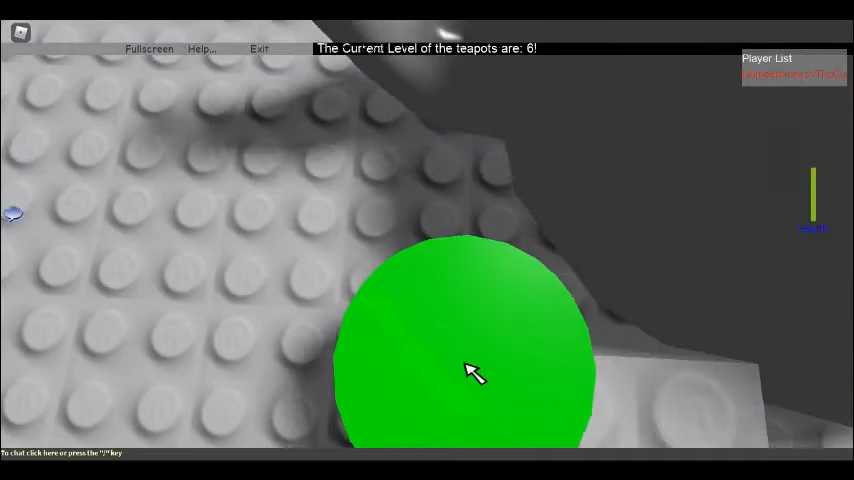 Fullscreen Help... Exit
The Current Level of the teapots are: 6!
Player List
Health
To chat click here or press the "/" key